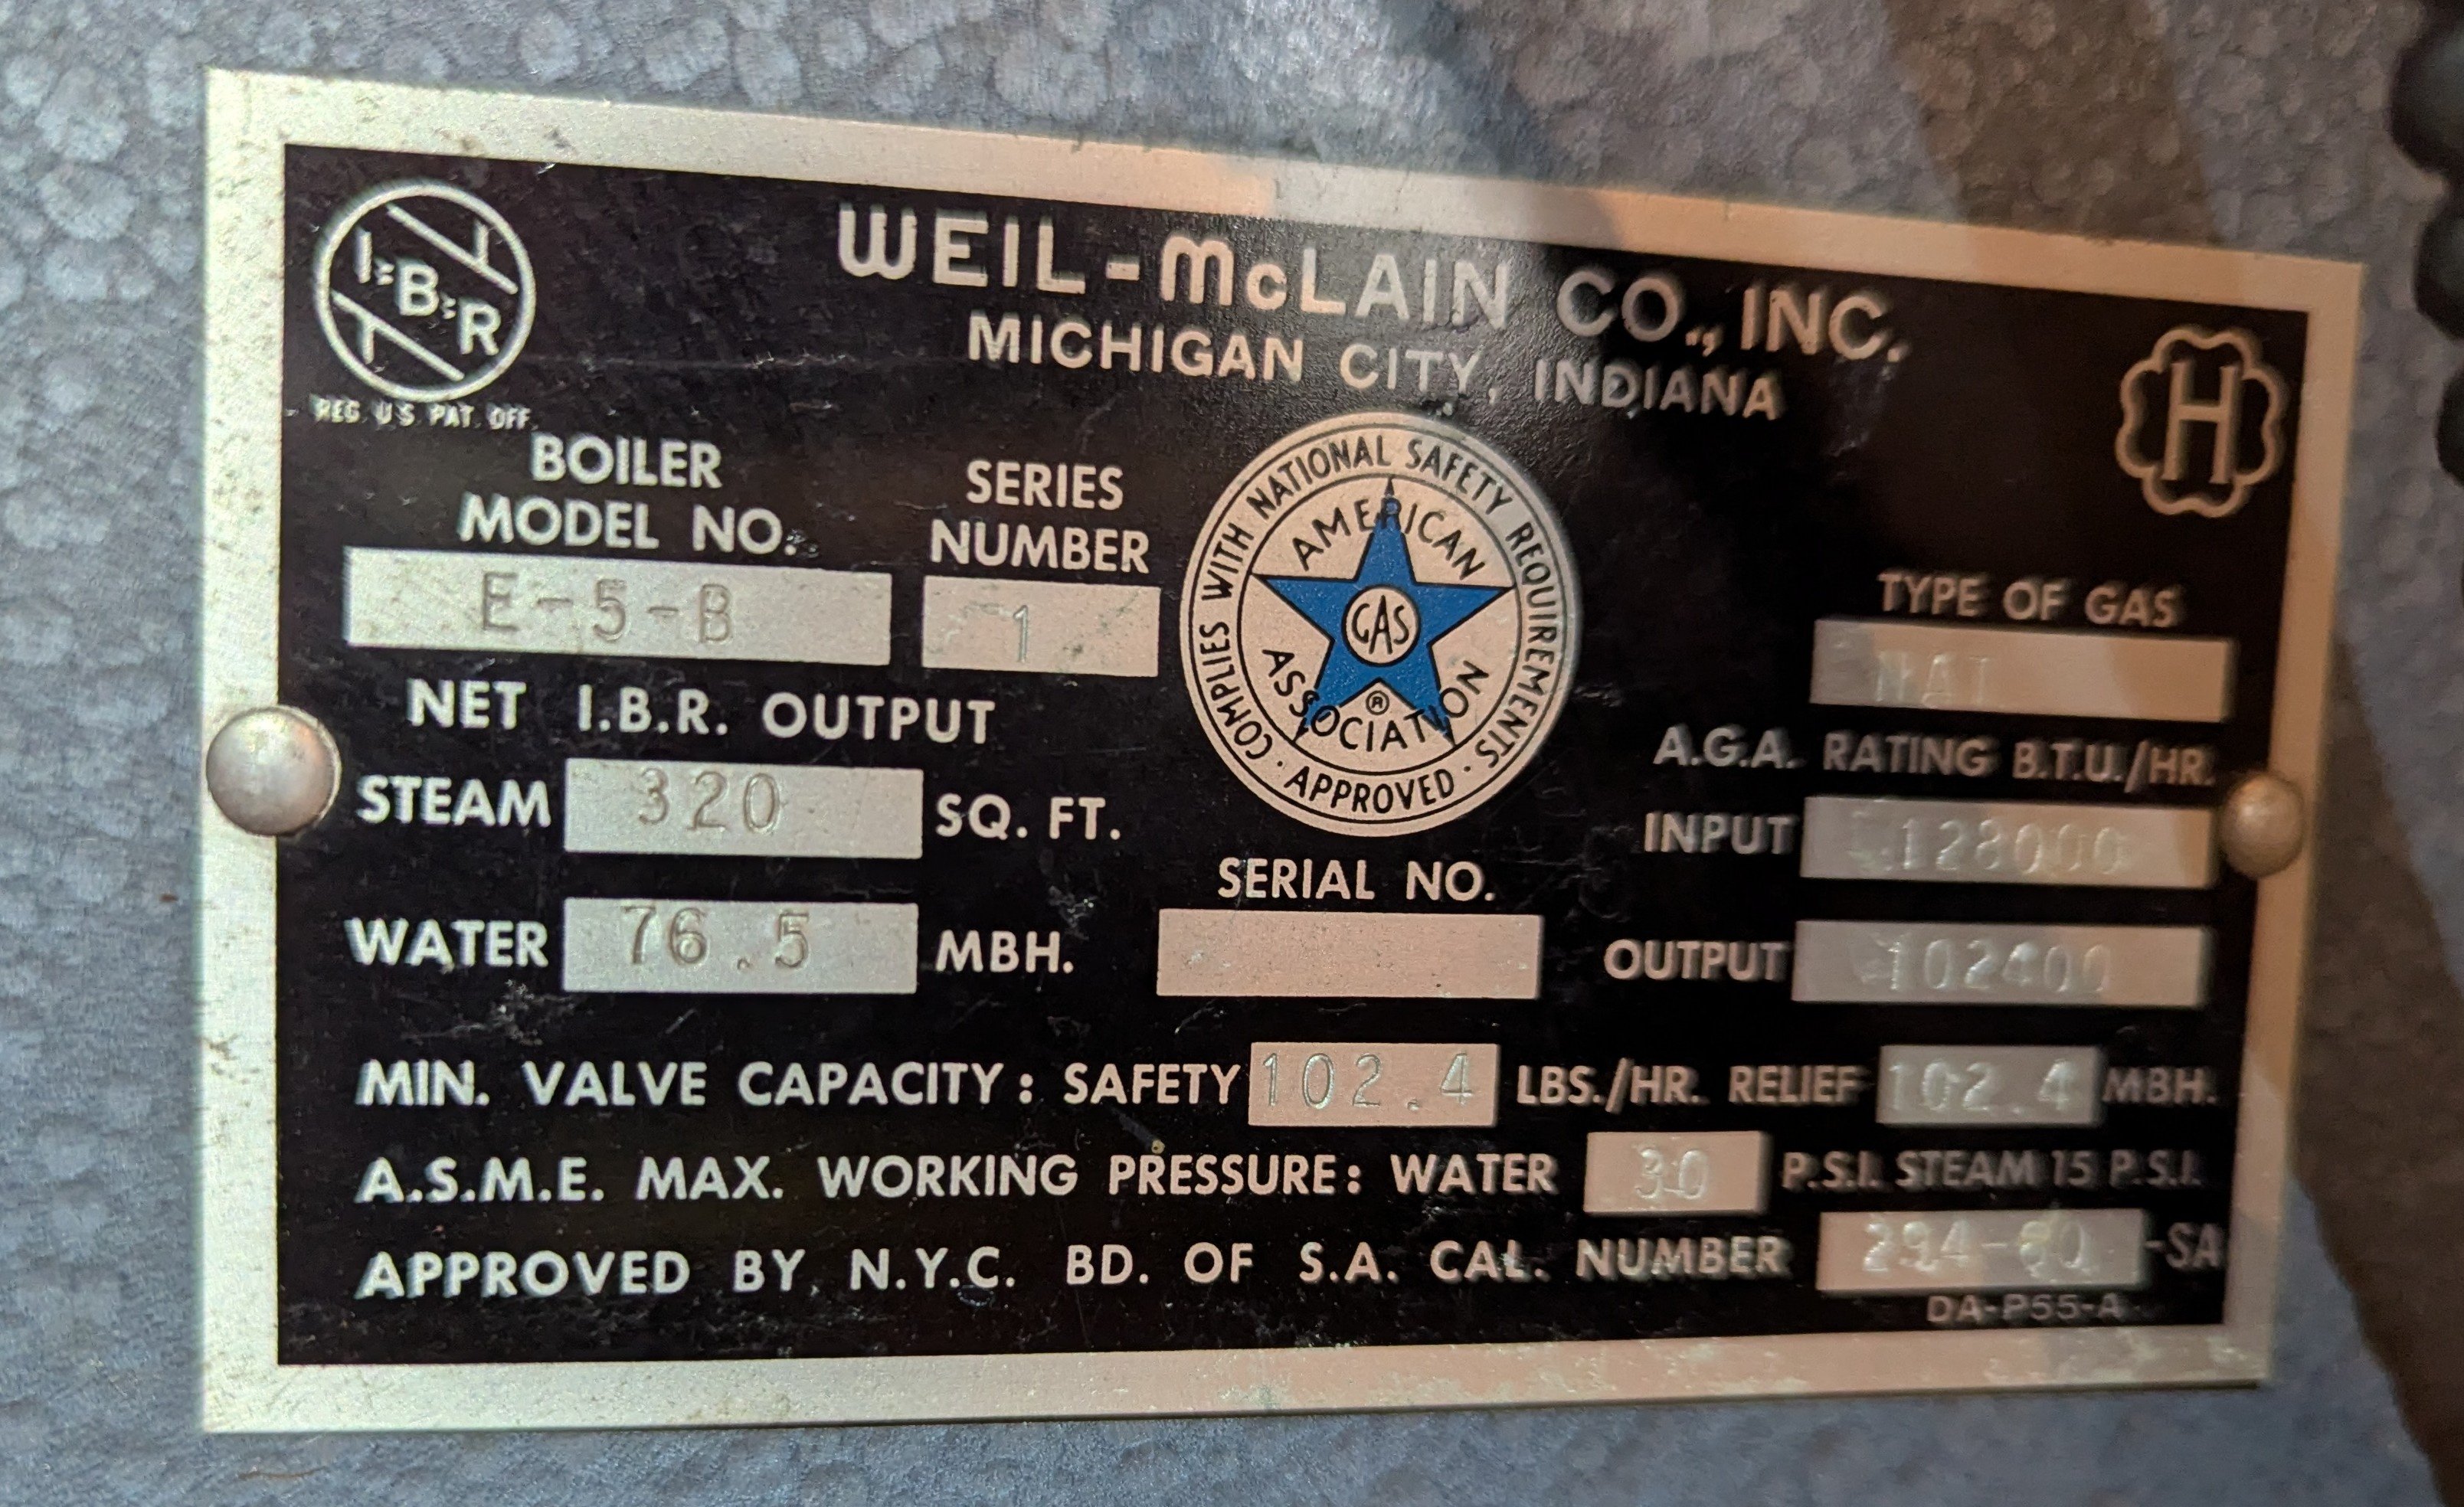 I=B=R
REG. U.S. PAT. OFF.
WEIL-McLAIN CO., INC.
MICHIGAN CITY, INDIANA
H
BOILER
MODEL NO.
E-5-B
SERIES
NUMBER
1
COMPLIES WITH NATIONAL SAFETY REQUIREMENTS · APPROVED ·
AMERICAN
GAS
ASSOCIATION
®
TYPE OF GAS
NAT
NET I.B.R. OUTPUT
STEAM 320 SQ. FT.
WATER 76.5 MBH.
SERIAL NO.
A.G.A. RATING B.T.U./HR.
INPUT 128000
OUTPUT 102400
MIN. VALVE CAPACITY: SAFETY 102.4 LBS./HR. RELIEF 102.4 MBH.
A.S.M.E. MAX. WORKING PRESSURE: WATER 30 P.S.I. STEAM 15 P.S.I.
APPROVED BY N.Y.C. BD. OF S.A. CAL. NUMBER 294-60 -SA
DA-P55-A